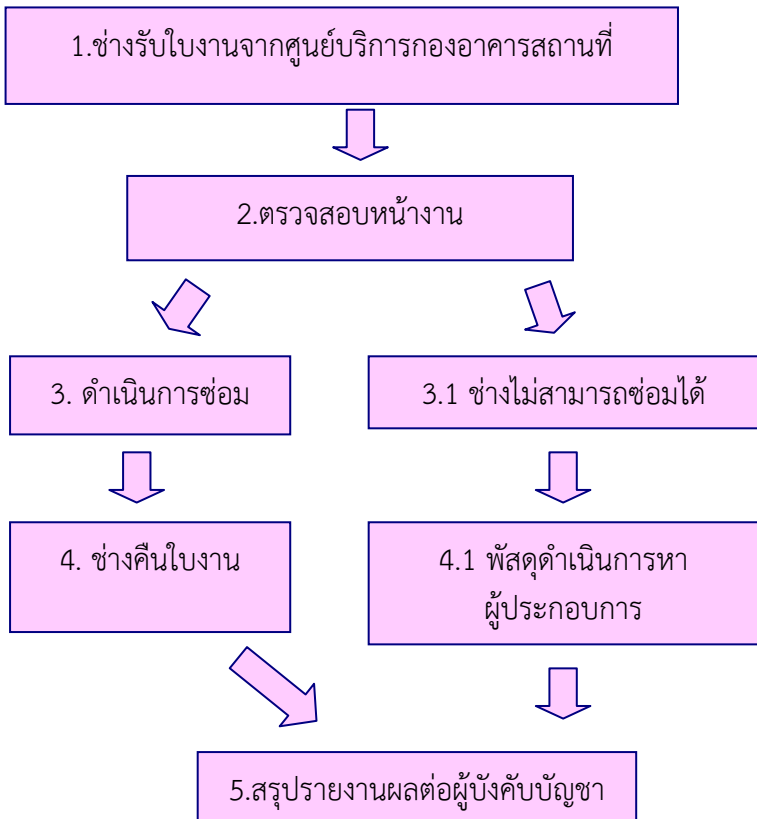 1.ช่างรับใบงานจากศูนย์บริการกองอาคารสถานที่
2.ตรวจสอบหน้างาน
3. ดำเนินการซ่อม
3.1 ช่างไม่สามารถซ่อมได้
4. ช่างคืนใบงาน
4.1 พัสดุดำเนินการหา
ผู้ประกอบการ
5.สรุปรายงานผลต่อผู้บังคับบัญชา